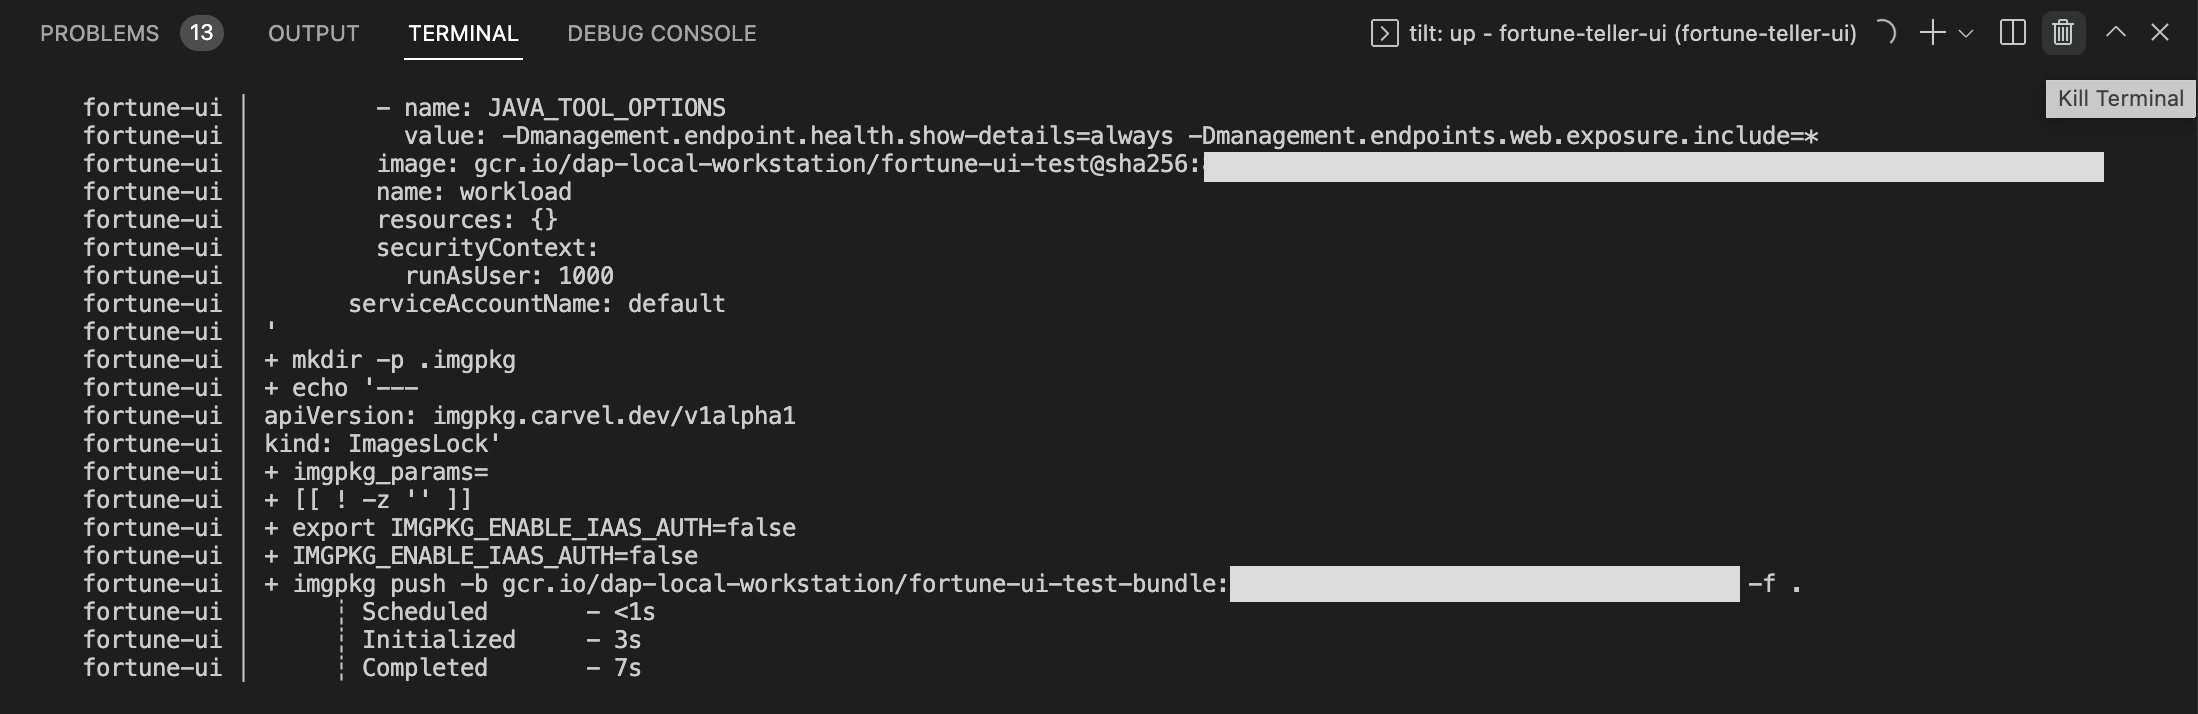 PROBLEMS 13 OUTPUT TERMINAL DEBUG CONSOLE tilt: up - fortune-teller-ui (fortune-teller-ui)
Kill Terminal
fortune-ui │ - name: JAVA_TOOL_OPTIONS
fortune-ui │ value: -Dmanagement.endpoint.health.show-details=always -Dmanagement.endpoints.web.exposure.include=*
fortune-ui │ image: gcr.io/dap-local-workstation/fortune-ui-test@sha256:
fortune-ui │ name: workload
fortune-ui │ resources: {}
fortune-ui │ securityContext:
fortune-ui │ runAsUser: 1000
fortune-ui │ serviceAccountName: default
fortune-ui │ '
fortune-ui │ + mkdir -p .imgpkg
fortune-ui │ + echo '---
fortune-ui │ apiVersion: imgpkg.carvel.dev/v1alpha1
fortune-ui │ kind: ImagesLock'
fortune-ui │ + imgpkg_params=
fortune-ui │ + [[ ! -z '' ]]
fortune-ui │ + export IMGPKG_ENABLE_IAAS_AUTH=false
fortune-ui │ + IMGPKG_ENABLE_IAAS_AUTH=false
fortune-ui │ + imgpkg push -b gcr.io/dap-local-workstation/fortune-ui-test-bundle: -f .
fortune-ui │ ┆ Scheduled - <1s
fortune-ui │ ┆ Initialized - 3s
fortune-ui │ ┆ Completed - 7s